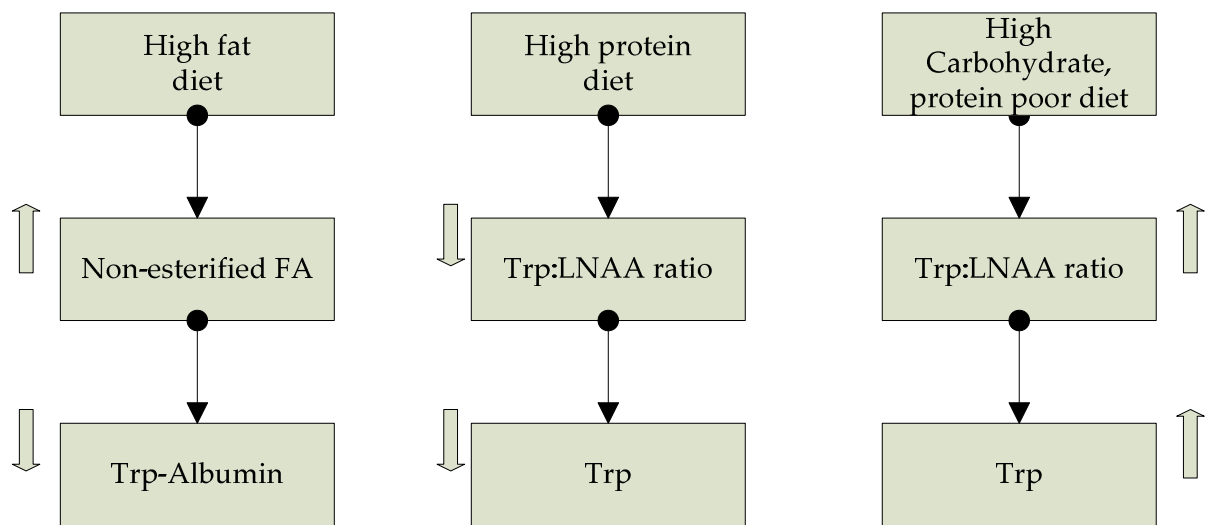 High fat
diet
High protein
diet
High
Carbohydrate,
protein poor diet
Non-esterified FA
Trp:LNAA ratio
Trp:LNAA ratio
Trp-Albumin
Trp
Trp